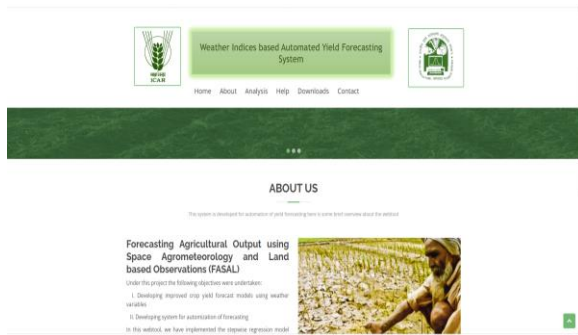 Weather Indices based Automated Yield Forecasting
System
ICAR
Home About Analysis Help Downloads Contact
ABOUT US
The system is developed for automation of yield forecasting here is some brief overview about the webtool
Forecasting Agricultural Output using
Space Agrometeorology and Land
based Observations (FASAL)
Under this project the following objectives were undertaken:
I. Developing improved crop yield forecast models using weather
variables
II. Developing system for automization of forecasting
In this webtool, we have implemented the stepwise regression model